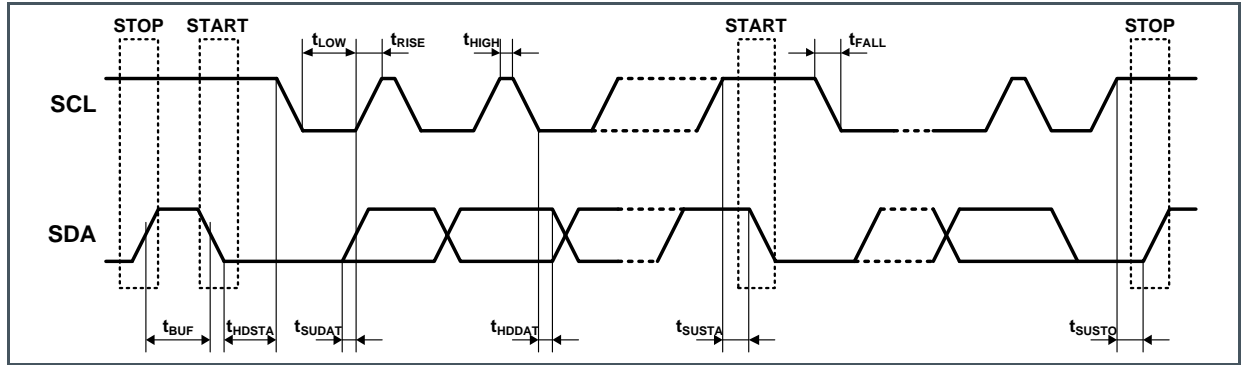 STOP START START STOP
tLOW tRISE tHIGH tFALL
SCL
SDA
tBUF tHDSTA tSUDAT tHDDAT tSUSTA tSUSTO